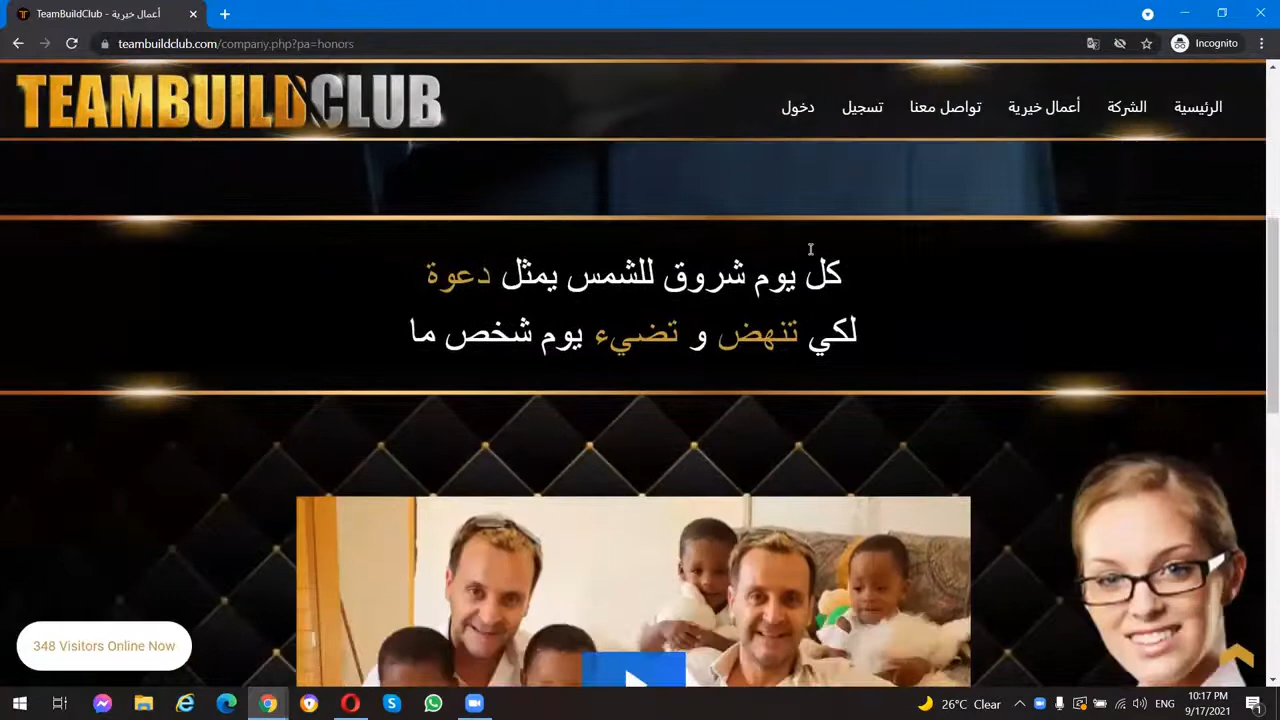 TeamBuildClub - أعمال خيرية
teambuildclub.com/company.php?pa=honors
Incognito
TEAMBUILDCLUB
الرئيسية الشركة أعمال خيرية تواصل معنا تسجيل دخول
كل يوم شروق للشمس يمثل دعوة
لكي تنهض و تضيء يوم شخص ما
348 Visitors Online Now
26°C Clear
ENG
10:17 PM
9/17/2021